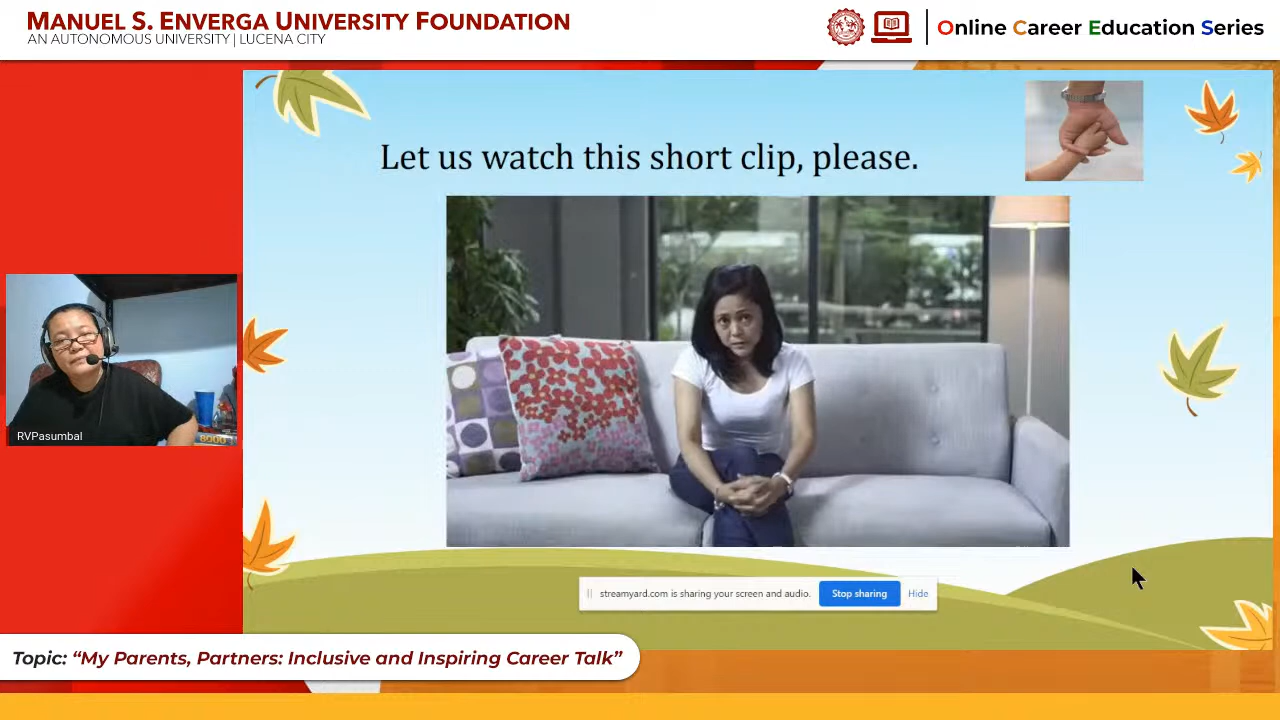 MANUEL S. ENVERGA UNIVERSITY FOUNDATION
AN AUTONOMOUS UNIVERSITY | LUCENA CITY
Online Career Education Series
Let us watch this short clip, please.
RVPasumbal
8000
streamyard.com is sharing your screen and audio.
Stop sharing
Hide
Topic: “My Parents, Partners: Inclusive and Inspiring Career Talk”